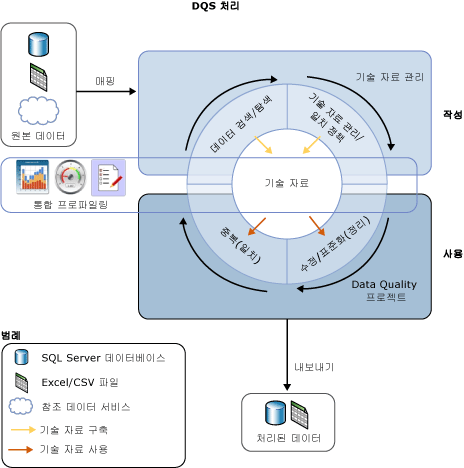 DQS 처리
원본 데이터
매핑
기술 자료 관리
작성
데이터 검색/탐색
기술 자료 관리/
일치 정책
기술 자료
통합 프로파일링
중복(일치)
수정/표준화(정리)
사용
Data Quality
프로젝트
범례
SQL Server 데이터베이스
Excel/CSV 파일
참조 데이터 서비스
기술 자료 구축
기술 자료 사용
내보내기
처리된 데이터